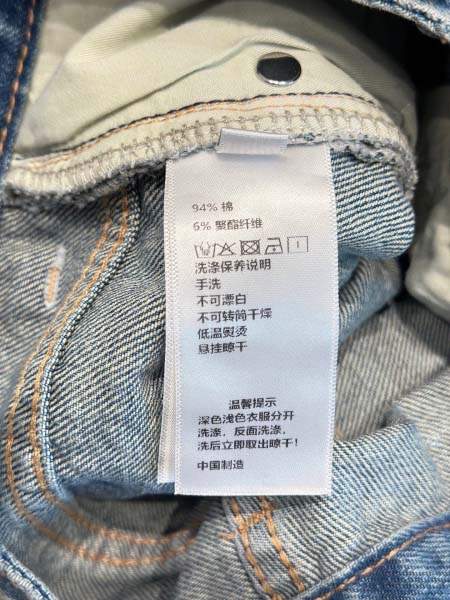 94% 棉
6% 聚酯纤维
洗涤保养说明
手洗
不可漂白
不可转筒干燥
低温熨烫
悬挂晾干
温馨提示
深色浅色衣服分开
洗涤，反面洗涤，
洗后立即取出晾干！
中国制造